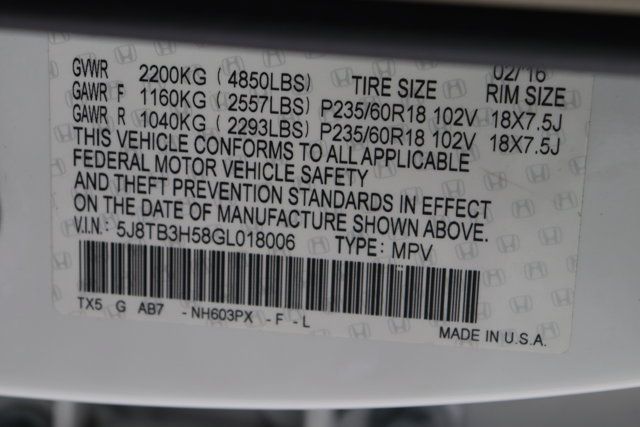 02/16
GVWR 2200KG (4850LBS) TIRE SIZE RIM SIZE
GAWR F 1160KG (2557LBS) P235/60R18 102V 18X7.5J
GAWR R 1040KG (2293LBS) P235/60R18 102V 18X7.5J
THIS VEHICLE CONFORMS TO ALL APPLICABLE
FEDERAL MOTOR VEHICLE SAFETY
AND THEFT PREVENTION STANDARDS IN EFFECT
ON THE DATE OF MANUFACTURE SHOWN ABOVE.
V.I.N.: 5J8TB3H58GL018006 TYPE: MPV
TX5 G AB7 - NH603PX - F - L
MADE IN U.S.A.